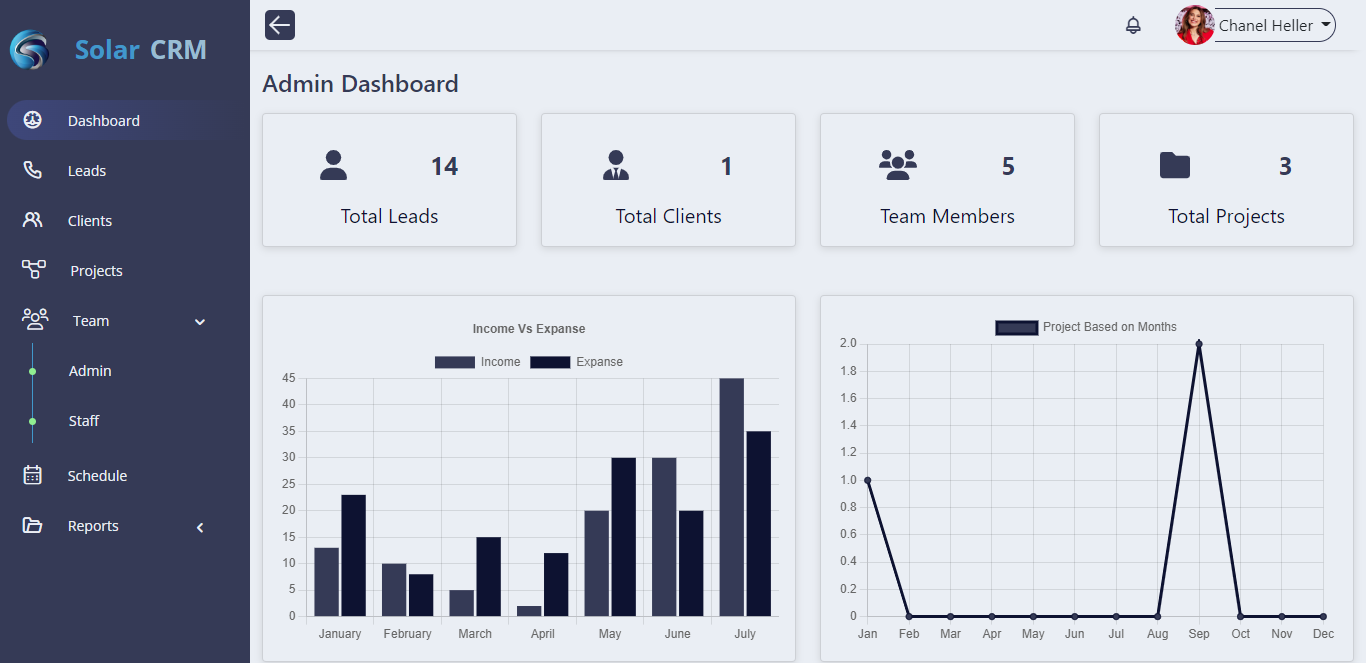 Solar CRM
Dashboard
Leads
Clients
Projects
Team
Admin
Staff
Schedule
Reports
Chanel Heller
Admin Dashboard
14
Total Leads
1
Total Clients
5
Team Members
3
Total Projects
Income Vs Expanse
Income Expanse
45
40
35
30
25
20
15
10
5
0
January February March April May June July
Project Based on Months
2.0
1.8
1.6
1.4
1.2
1.0
0.8
0.6
0.4
0.2
0
Jan Feb Mar Apr May Jun Jul Aug Sep Oct Nov Dec